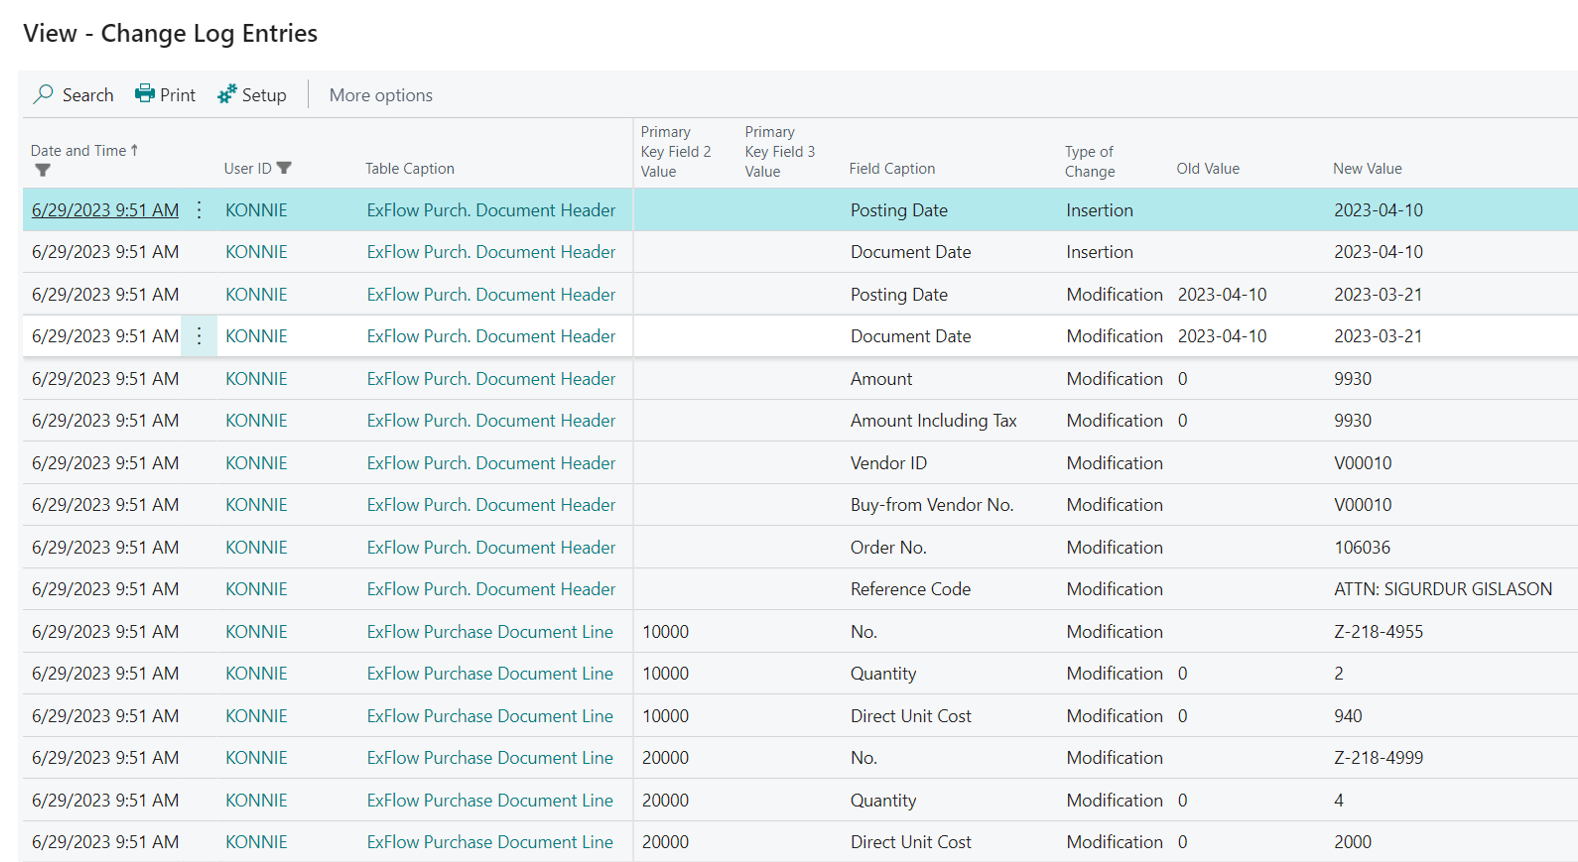 View - Change Log Entries
Search Print Setup More options
Date and Time ↑ User ID Table Caption Primary Key Field 2 Value Primary Key Field 3 Value Field Caption Type of Change Old Value New Value
6/29/2023 9:51 AM KONNIE ExFlow Purch. Document Header Posting Date Insertion 2023-04-10
6/29/2023 9:51 AM KONNIE ExFlow Purch. Document Header Document Date Insertion 2023-04-10
6/29/2023 9:51 AM KONNIE ExFlow Purch. Document Header Posting Date Modification 2023-04-10 2023-03-21
6/29/2023 9:51 AM KONNIE ExFlow Purch. Document Header Document Date Modification 2023-04-10 2023-03-21
6/29/2023 9:51 AM KONNIE ExFlow Purch. Document Header Amount Modification 0 9930
6/29/2023 9:51 AM KONNIE ExFlow Purch. Document Header Amount Including Tax Modification 0 9930
6/29/2023 9:51 AM KONNIE ExFlow Purch. Document Header Vendor ID Modification V00010
6/29/2023 9:51 AM KONNIE ExFlow Purch. Document Header Buy-from Vendor No. Modification V00010
6/29/2023 9:51 AM KONNIE ExFlow Purch. Document Header Order No. Modification 106036
6/29/2023 9:51 AM KONNIE ExFlow Purch. Document Header Reference Code Modification ATTN: SIGURDUR GISLASON
6/29/2023 9:51 AM KONNIE ExFlow Purchase Document Line 10000 No. Modification Z-218-4955
6/29/2023 9:51 AM KONNIE ExFlow Purchase Document Line 10000 Quantity Modification 0 2
6/29/2023 9:51 AM KONNIE ExFlow Purchase Document Line 10000 Direct Unit Cost Modification 0 940
6/29/2023 9:51 AM KONNIE ExFlow Purchase Document Line 20000 No. Modification Z-218-4999
6/29/2023 9:51 AM KONNIE ExFlow Purchase Document Line 20000 Quantity Modification 0 4
6/29/2023 9:51 AM KONNIE ExFlow Purchase Document Line 20000 Direct Unit Cost Modification 0 2000